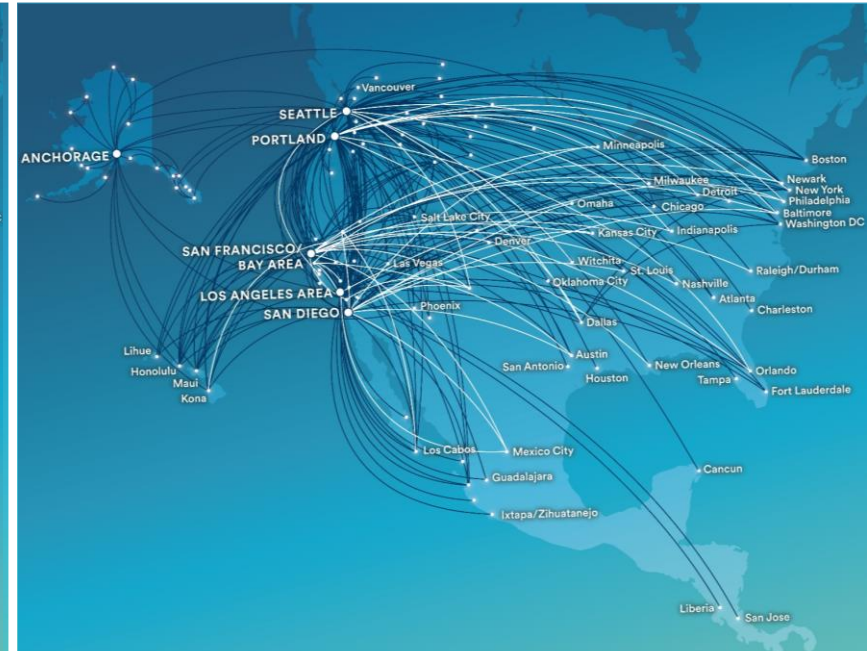 Vancouver
SEATTLE
PORTLAND
ANCHORAGE
Minneapolis
Boston
Milwaukee
Newark
Detroit
New York
Philadelphia
Omaha
Chicago
Baltimore
Salt Lake City
Washington DC
Kansas City
Indianapolis
Denver
SAN FRANCISCO/
BAY AREA
Las Vegas
Witchita
St. Louis
Raleigh/Durham
Oklahoma City
Nashville
LOS ANGELES AREA
Atlanta
Phoenix
SAN DIEGO
Charleston
Dallas
Lihue
Austin
Honolulu
San Antonio
Houston
New Orleans
Orlando
Maui
Tampa
Kona
Fort Lauderdale
Los Cabos
Mexico City
Cancun
Guadalajara
Ixtapa/Zihuatanejo
Liberia
San Jose